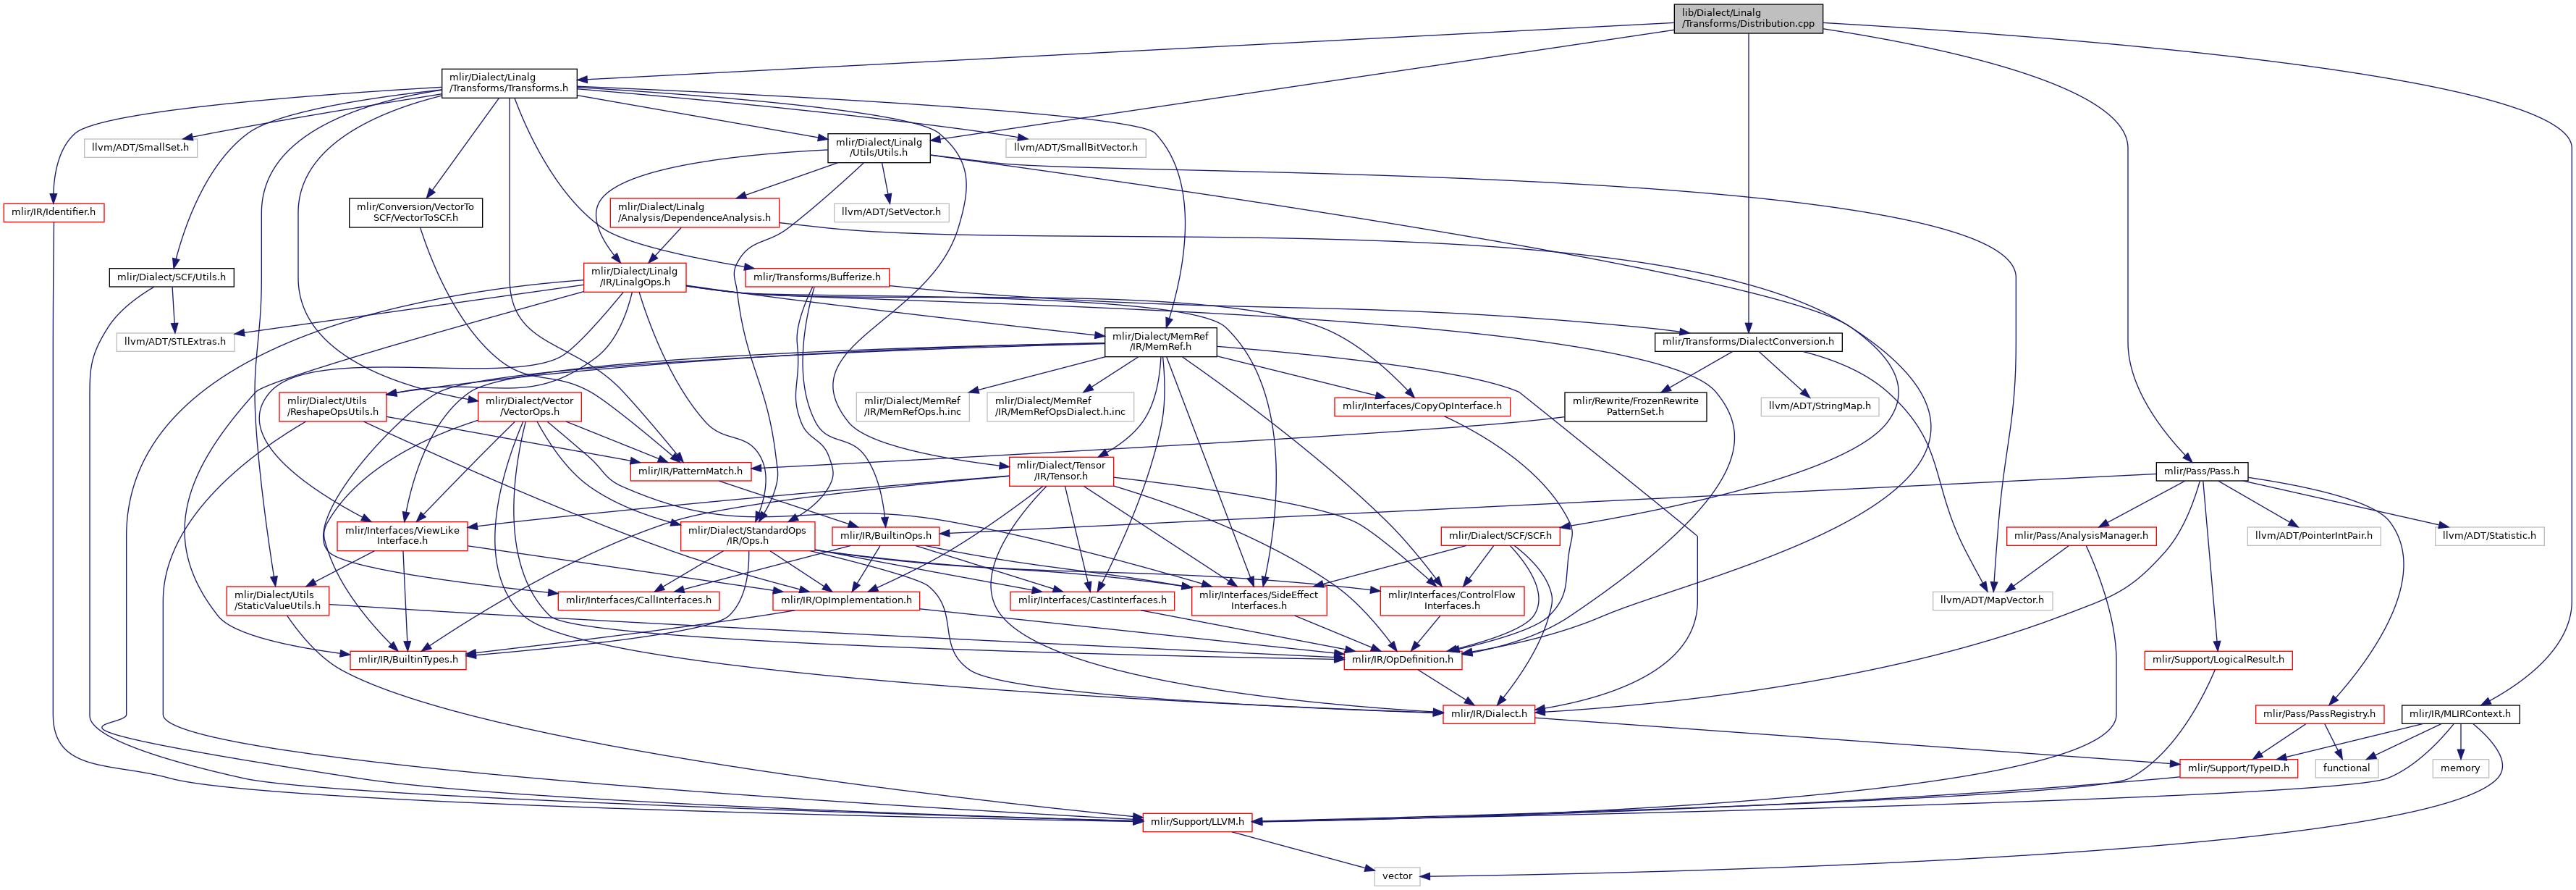 lib/Dialect/Linalg
/Transforms/Distribution.cpp
mlir/Dialect/Linalg
/Transforms/Transforms.h
llvm/ADT/SmallSet.h
mlir/Dialect/Linalg
/Utils/Utils.h
llvm/ADT/SmallBitVector.h
mlir/IR/Identifier.h
mlir/Conversion/VectorTo
SCF/VectorToSCF.h
mlir/Dialect/Linalg
/Analysis/DependenceAnalysis.h
llvm/ADT/SetVector.h
mlir/Dialect/SCF/Utils.h
mlir/Dialect/Linalg
/IR/LinalgOps.h
mlir/Transforms/Bufferize.h
llvm/ADT/STLExtras.h
mlir/Dialect/MemRef
/IR/MemRef.h
mlir/Transforms/DialectConversion.h
mlir/Dialect/Utils
/ReshapeOpsUtils.h
mlir/Dialect/Vector
/VectorOps.h
mlir/Dialect/MemRef
/IR/MemRefOps.h.inc
mlir/Dialect/MemRef
/IR/MemRefOpsDialect.h.inc
mlir/Interfaces/CopyOpInterface.h
mlir/Rewrite/FrozenRewrite
PatternSet.h
llvm/ADT/StringMap.h
mlir/IR/PatternMatch.h
mlir/Dialect/Tensor
/IR/Tensor.h
mlir/Pass/Pass.h
mlir/Interfaces/ViewLike
Interface.h
mlir/Dialect/StandardOps
/IR/Ops.h
mlir/IR/BuiltinOps.h
mlir/Dialect/SCF/SCF.h
mlir/Pass/AnalysisManager.h
llvm/ADT/PointerIntPair.h
llvm/ADT/Statistic.h
mlir/Dialect/Utils
/StaticValueUtils.h
mlir/Interfaces/CallInterfaces.h
mlir/IR/OpImplementation.h
mlir/Interfaces/CastInterfaces.h
mlir/Interfaces/SideEffect
Interfaces.h
mlir/Interfaces/ControlFlow
Interfaces.h
llvm/ADT/MapVector.h
mlir/IR/BuiltinTypes.h
mlir/IR/OpDefinition.h
mlir/Support/LogicalResult.h
mlir/IR/Dialect.h
mlir/Pass/PassRegistry.h
mlir/IR/MLIRContext.h
mlir/Support/TypeID.h
functional
memory
mlir/Support/LLVM.h
vector